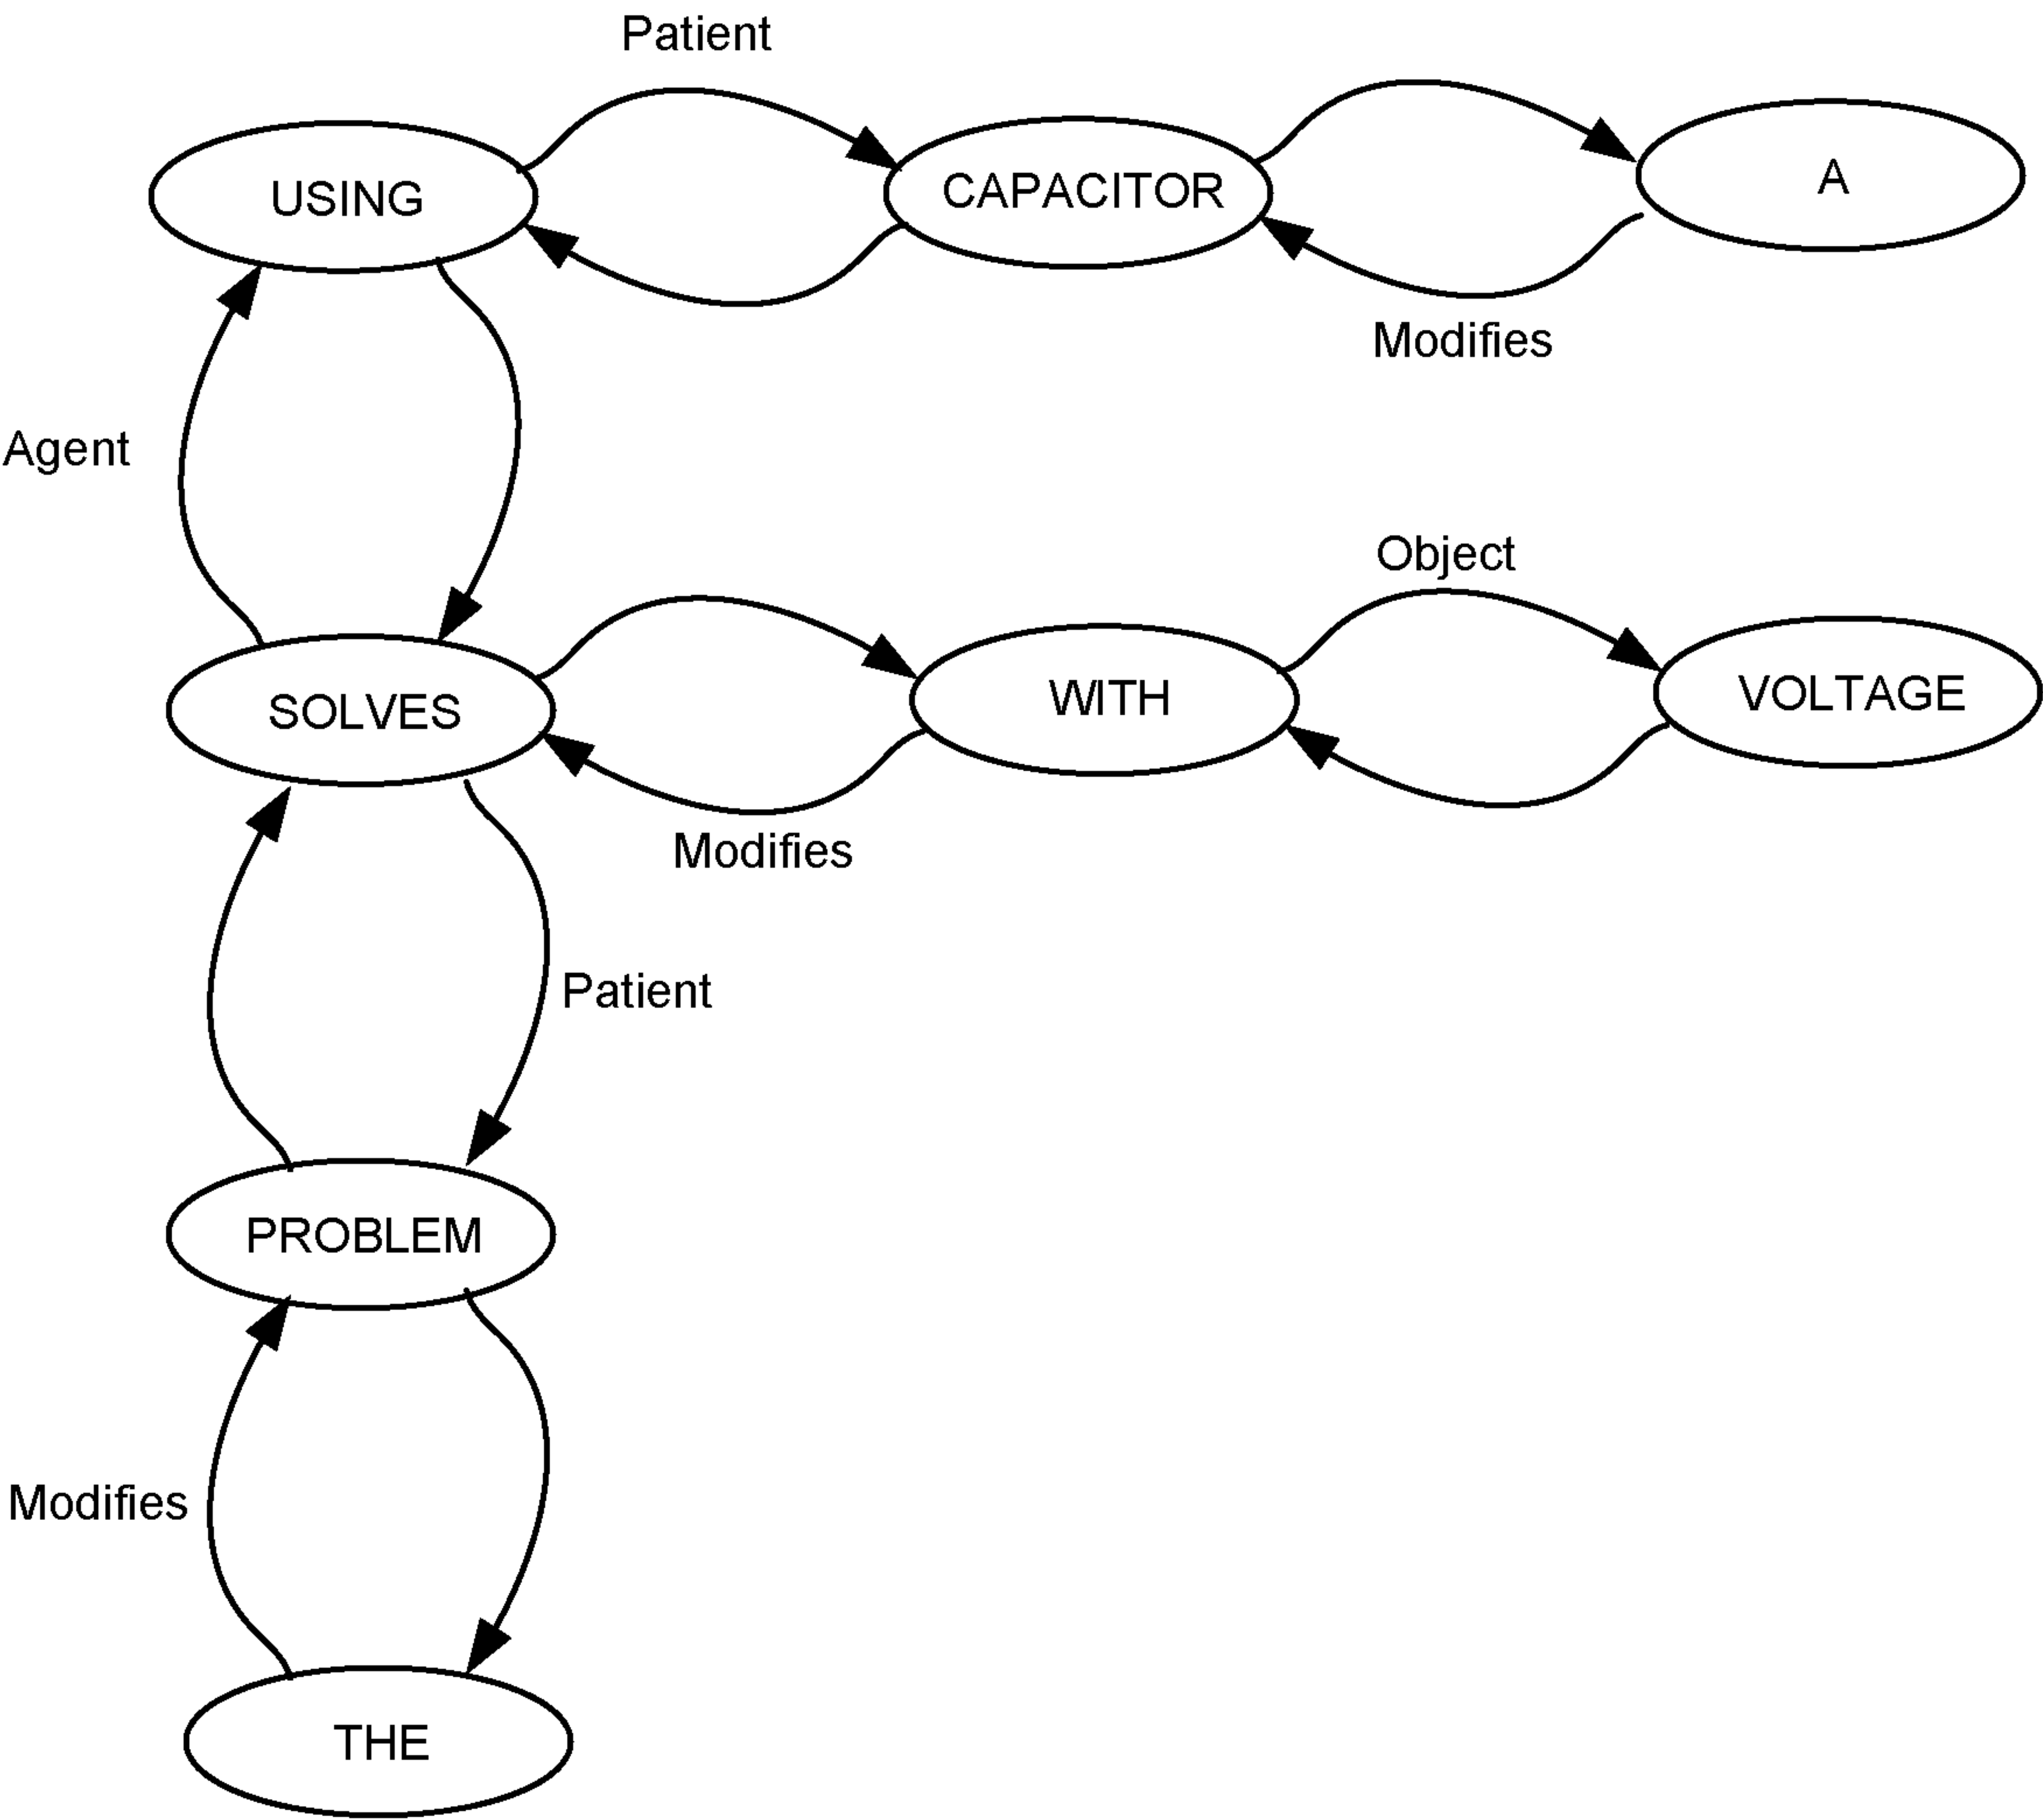 Patient
USING
CAPACITOR
A
Modifies
Agent
Object
SOLVES
WITH
VOLTAGE
Modifies
Patient
PROBLEM
Modifies
THE